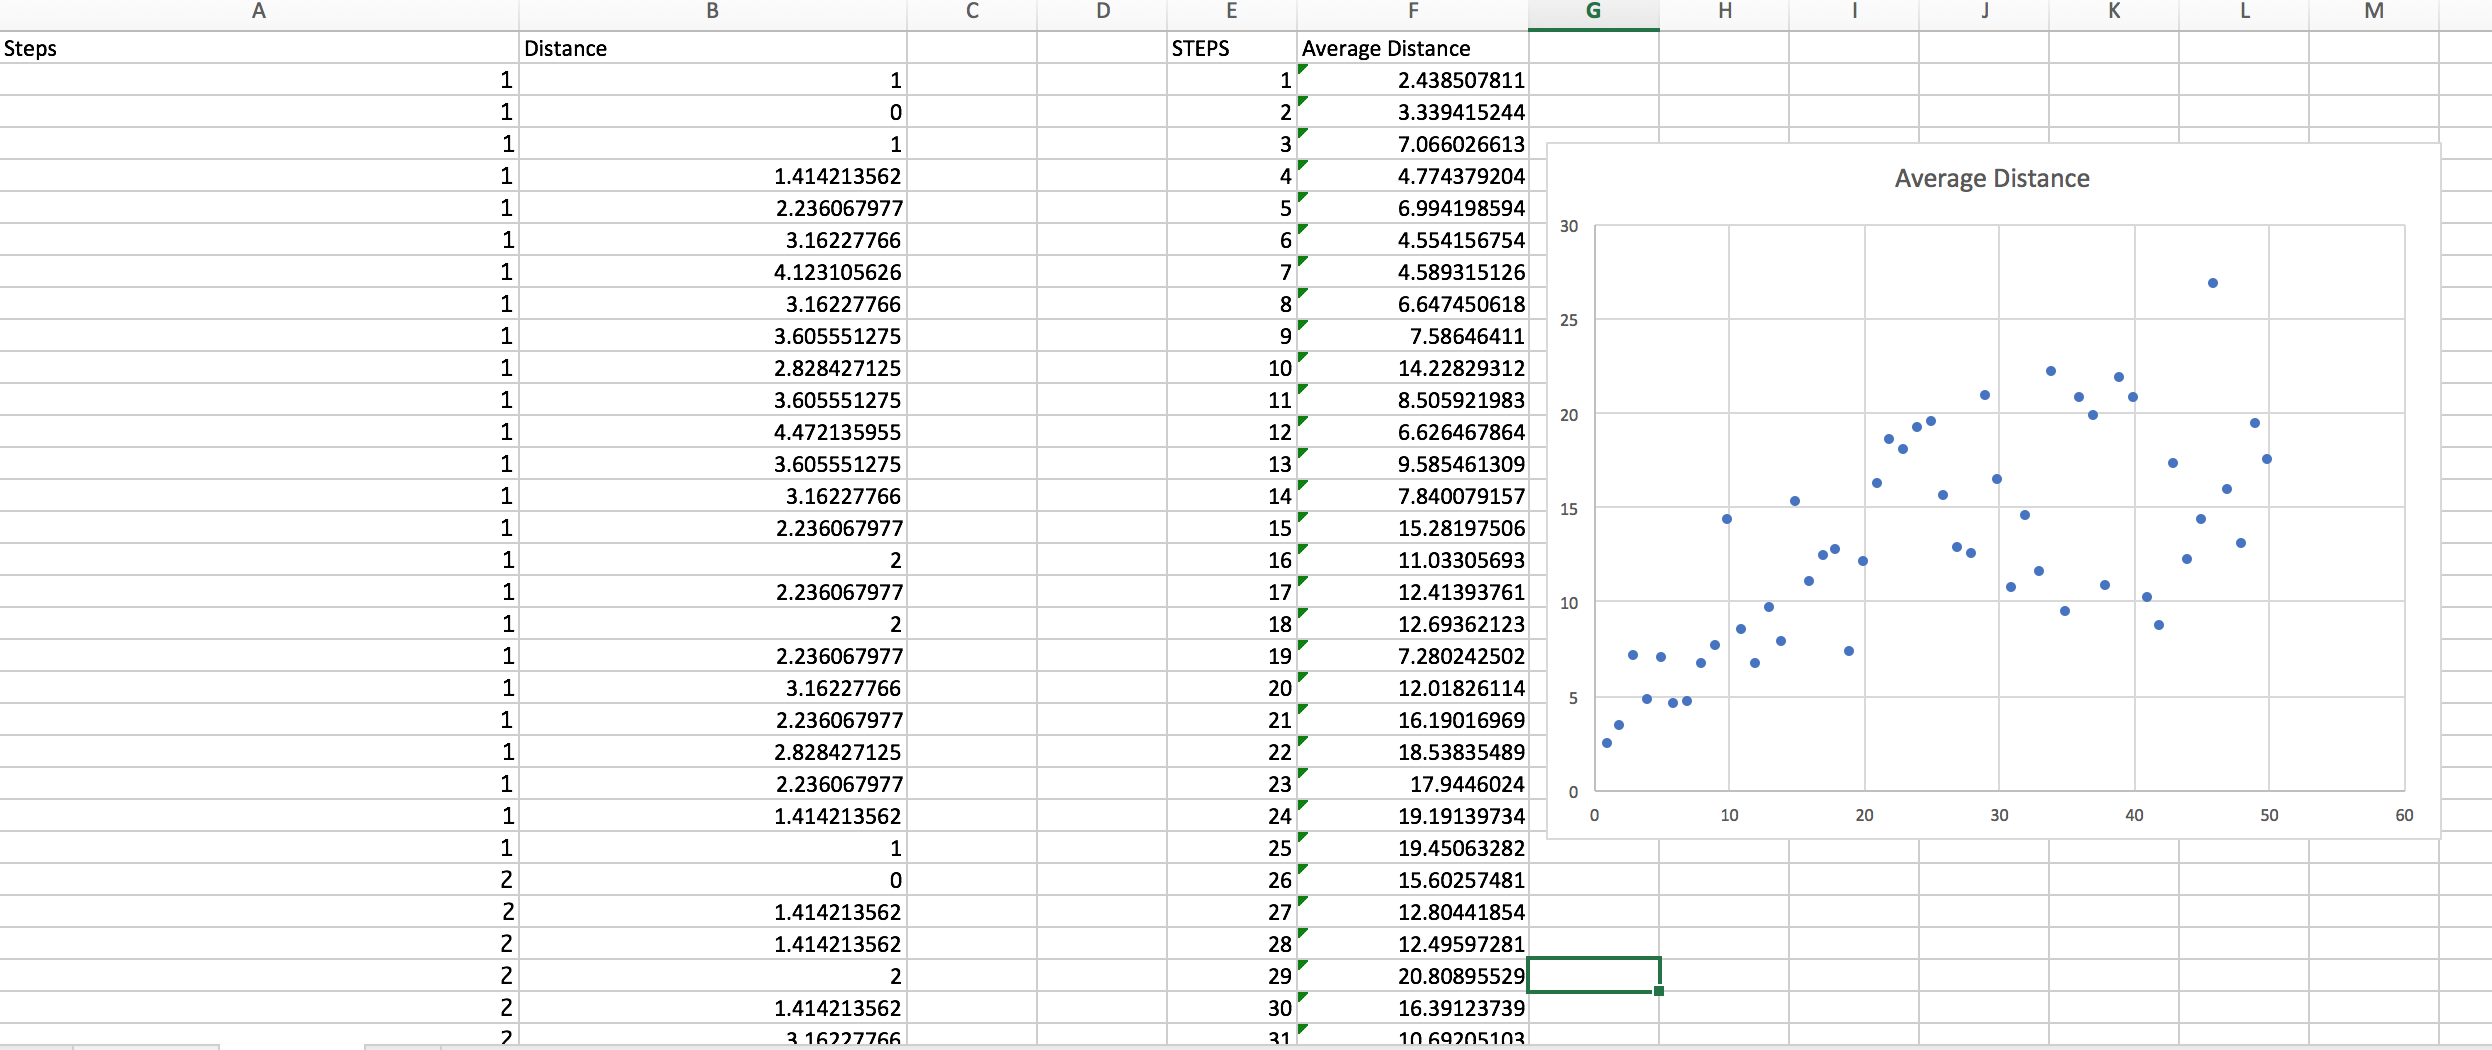 A B C D E F G H I J K L M
Steps Distance STEPS Average Distance
1 1 1 2.438507811
1 0 2 3.339415244
1 1 3 7.066026613
1 1.414213562 4 4.774379204
1 2.236067977 5 6.994198594
1 3.16227766 6 4.554156754
1 4.123105626 7 4.589315126
1 3.16227766 8 6.647450618
1 3.605551275 9 7.58646411
1 2.828427125 10 14.22829312
1 3.605551275 11 8.505921983
1 4.472135955 12 6.626467864
1 3.605551275 13 9.585461309
1 3.16227766 14 7.840079157
1 2.236067977 15 15.28197506
1 2 16 11.03305693
1 2.236067977 17 12.41393761
1 2 18 12.69362123
1 2.236067977 19 7.280242502
1 3.16227766 20 12.01826114
1 2.236067977 21 16.19016969
1 2.828427125 22 18.53835489
1 2.236067977 23 17.9446024
1 1.414213562 24 19.19139734
1 1 25 19.45063282
2 0 26 15.60257481
2 1.414213562 27 12.80441854
2 1.414213562 28 12.49597281
2 2 29 20.80895529
2 1.414213562 30 16.39123739
2 3.16227766 31 10.69205103
Average Distance
30
25
20
15
10
5
0
0 10 20 30 40 50 60